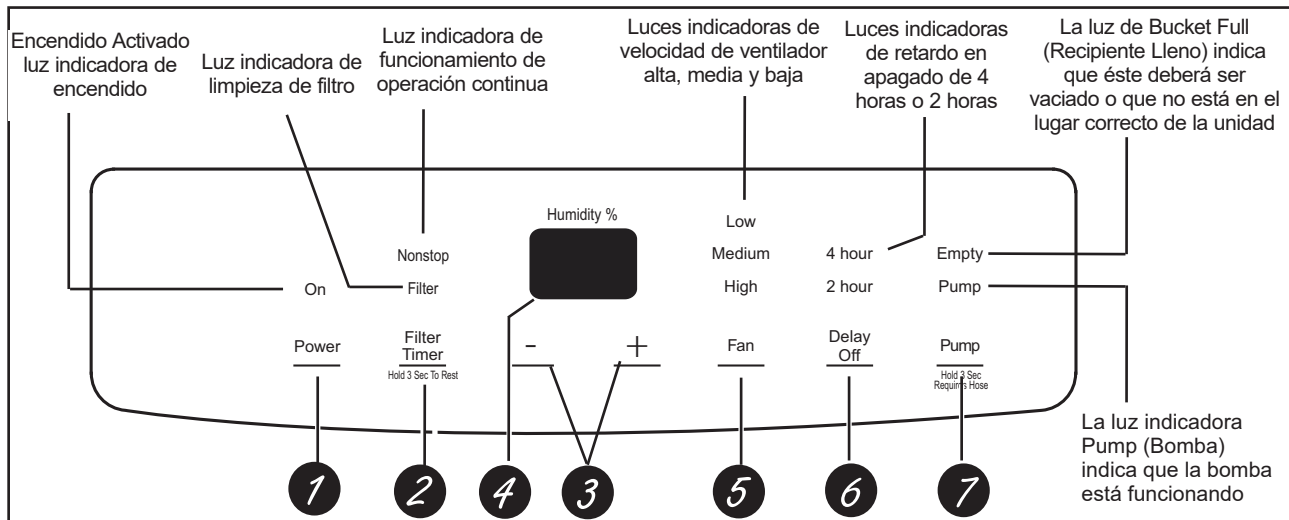 Encendido Activado
luz indicadora de
encendido
Luz indicadora de
limpieza de filtro
Luz indicadora de
funcionamiento de
operación continua
Luces indicadoras de
velocidad de ventilador
alta, media y baja
Luces indicadoras
de retardo en
apagado de 4
horas o 2 horas
La luz de Bucket Full
(Recipiente Lleno) indica
que éste deberá ser
vaciado o que no está en el
lugar correcto de la unidad
Humidity %
Low
Nonstop
Medium
4 hour
Empty
On
Filter
High
2 hour
Pump
Power
Filter
Timer
Hold 3 Sec To Rest
-
+
Fan
Delay
Off
Pump
Hold 3 Sec
Requires Hose
La luz indicadora
Pump (Bomba)
indica que la bomba
está funcionando
1
2
4
3
5
6
7